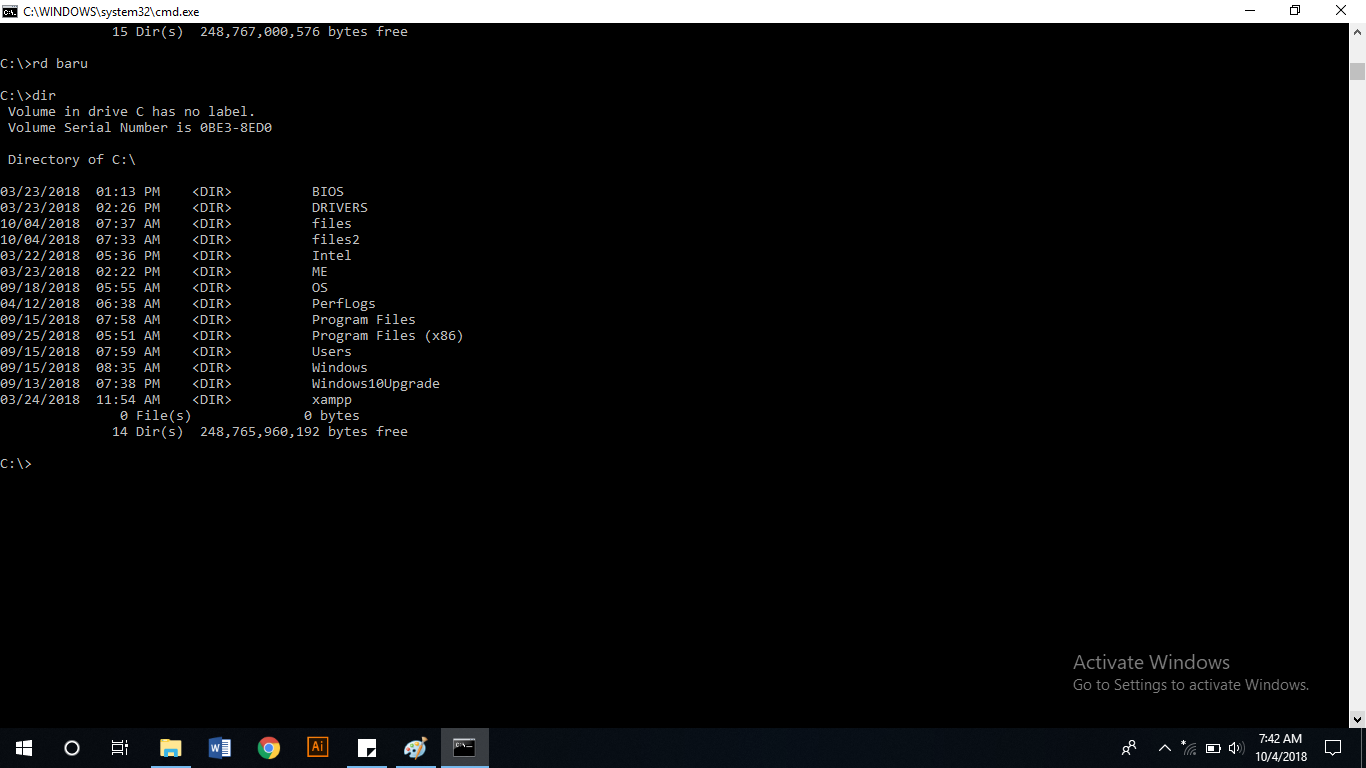 C:\WINDOWS\system32\cmd.exe
15 Dir(s)  248,767,000,576 bytes free
C:\>rd baru
C:\>dir
Volume in drive C has no label.
Volume Serial Number is 0BE3-8ED0
Directory of C:\
03/23/2018  01:13 PM    <DIR>          BIOS
03/23/2018  02:26 PM    <DIR>          DRIVERS
10/04/2018  07:37 AM    <DIR>          files
10/04/2018  07:33 AM    <DIR>          files2
03/22/2018  05:36 PM    <DIR>          Intel
03/23/2018  02:22 PM    <DIR>          ME
09/18/2018  05:55 AM    <DIR>          OS
04/12/2018  06:38 AM    <DIR>          PerfLogs
09/15/2018  07:58 AM    <DIR>          Program Files
09/25/2018  05:51 AM    <DIR>          Program Files (x86)
09/15/2018  07:59 AM    <DIR>          Users
09/15/2018  08:35 AM    <DIR>          Windows
09/13/2018  07:38 PM    <DIR>          Windows10Upgrade
03/24/2018  11:54 AM    <DIR>          xampp
0 File(s)              0 bytes
14 Dir(s)  248,765,960,192 bytes free
C:\>
Activate Windows
Go to Settings to activate Windows.
Ai
7:42 AM
10/4/2018